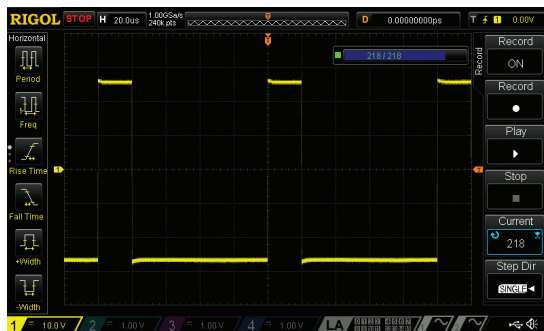 RIGOL STOP H 20.0us 1.00GSa/s 240k pts D 0.00000000ps T 1 0.00V
Horizontal
Period
Freq
Rise Time
Fall Time
+Width
-Width
218/218
1
T
Record
Record
ON
Record
Play
Stop
Current
218
Step Dir
SINGLE
1 = 10.0 V 2 = 1.00 V 3 = 1.00 V 4 = 1.00 V LA